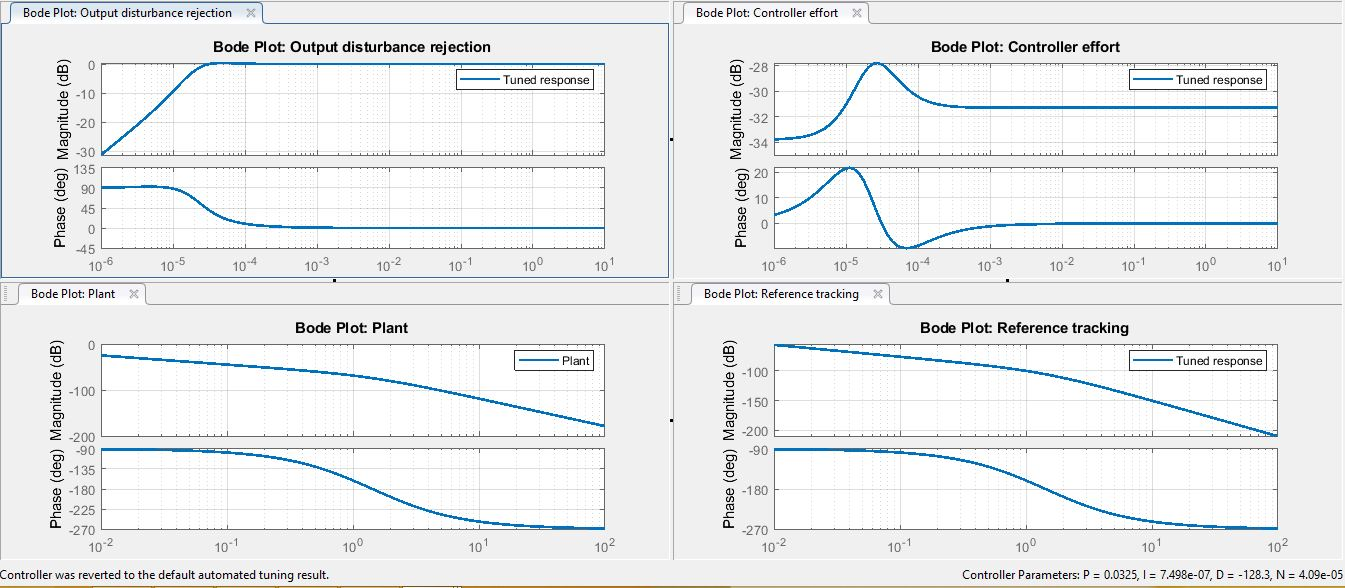 Bode Plot: Output disturbance rejection
Bode Plot: Output disturbance rejection
Tuned response
Magnitude (dB)
0
-10
-20
-30
Phase (deg)
135
90
45
0
-45
10^-6 10^-5 10^-4 10^-3 10^-2 10^-1 10^0 10^1
Bode Plot: Controller effort
Bode Plot: Controller effort
Tuned response
Magnitude (dB)
-28
-30
-32
-34
Phase (deg)
20
10
0
10^-6 10^-5 10^-4 10^-3 10^-2 10^-1 10^0 10^1
Bode Plot: Plant
Bode Plot: Plant
Plant
Magnitude (dB)
0
-100
-200
Phase (deg)
-90
-135
-180
-225
-270
10^-2 10^-1 10^0 10^1 10^2
Bode Plot: Reference tracking
Bode Plot: Reference tracking
Tuned response
Magnitude (dB)
-100
-150
-200
Phase (deg)
-90
-180
-270
10^-2 10^-1 10^0 10^1 10^2
Controller was reverted to the default automated tuning result.
Controller Parameters: P = 0.0325, I = 7.498e-07, D = -128.3, N = 4.09e-05